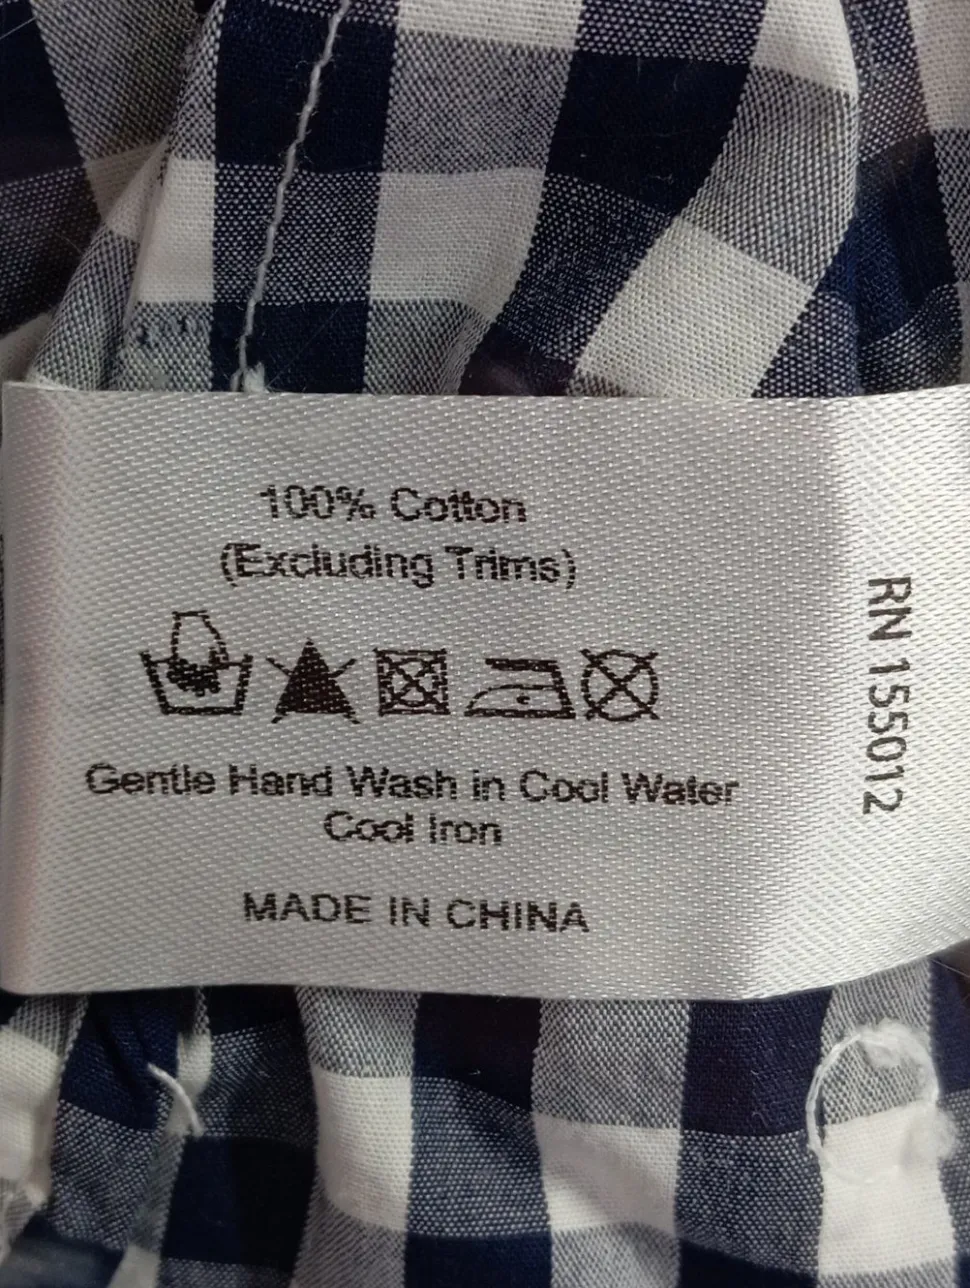 100% Cotton
(Excluding Trims)
Gentle Hand Wash in Cool Water
Cool Iron
MADE IN CHINA
RN 155012